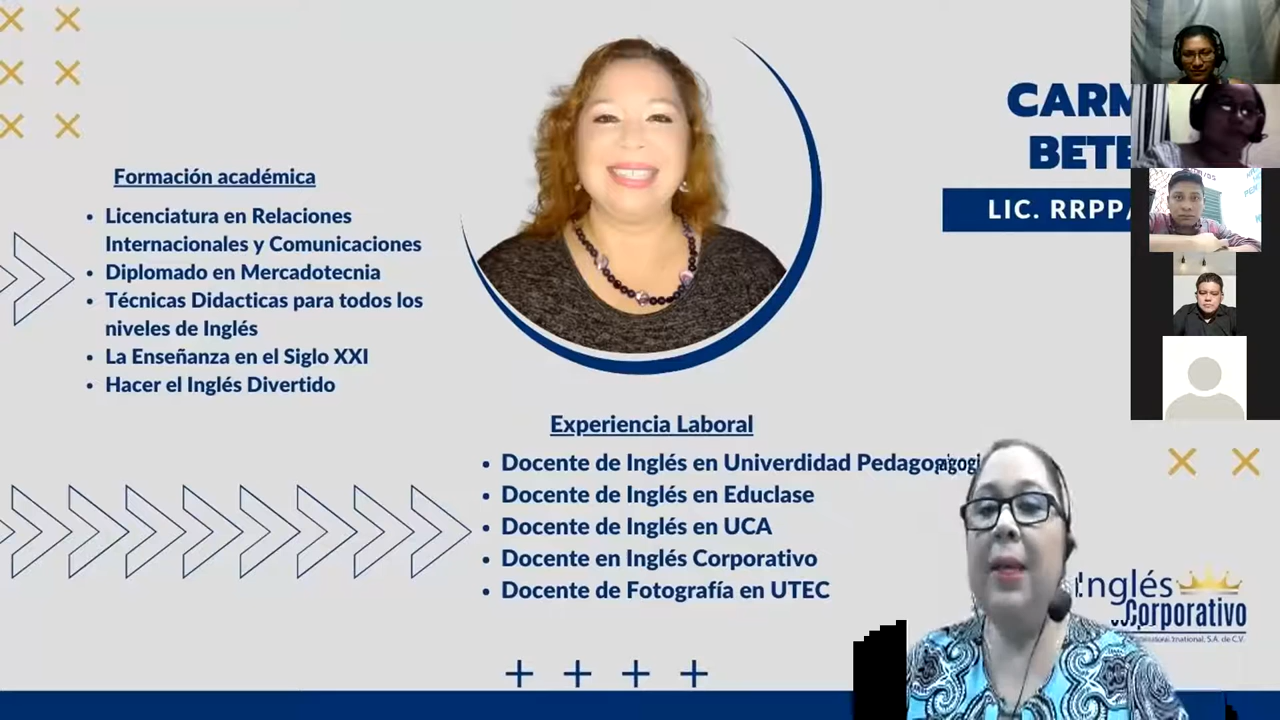 Formación académica
Licenciatura en Relaciones
Internacionales y Comunicaciones
Diplomado en Mercadotecnia
Técnicas Didacticas para todos los
niveles de Inglés
La Enseñanza en el Siglo XXI
Hacer el Inglés Divertido
CARM
BETE
LIC. RRPP/
Experiencia Laboral
Docente de Inglés en Univerdidad Pedagog
Docente de Inglés en Educlase
Docente de Inglés en UCA
Docente en Inglés Corporativo
Docente de Fotografía en UTEC
Inglés
Corporativo
S.A. de C.V.